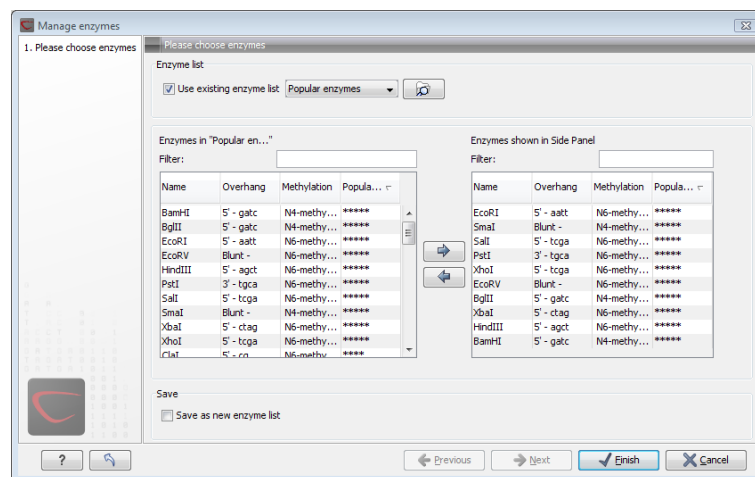 Manage enzymes
1. Please choose enzymes
Please choose enzymes
Enzyme list
Use existing enzyme list Popular enzymes
Enzymes in "Popular en..." Enzymes shown in Side Panel
Filter: Filter:
Name Overhang Methylation Popula... Name Overhang Methylation Popula...
BamHI 5' - gatc N4-methy... ***** EcoRI 5' - aatt N6-methy... *****
BglII 5' - gatc N4-methy... ***** SmaI Blunt - N4-methy... *****
EcoRI 5' - aatt N6-methy... ***** SalI 5' - tcga N6-methy... *****
EcoRV Blunt - N6-methy... ***** PstI 3' - tgca N6-methy... *****
HindIII 5' - agct N6-methy... ***** XhoI 5' - tcga N6-methy... *****
PstI 3' - tgca N6-methy... ***** EcoRV Blunt - N6-methy... *****
SalI 5' - tcga N6-methy... ***** BglII 5' - gatc N4-methy... *****
SmaI Blunt - N4-methy... ***** XbaI 5' - ctag N6-methy... *****
XbaI 5' - ctag N6-methy... ***** HindIII 5' - agct N6-methy... *****
XhoI 5' - tcga N6-methy... ***** BamHI 5' - gatc N4-methy... *****
ClaI 5' - cg N6-methy... ****
Save
Save as new enzyme list
? Previous Next Finish Cancel